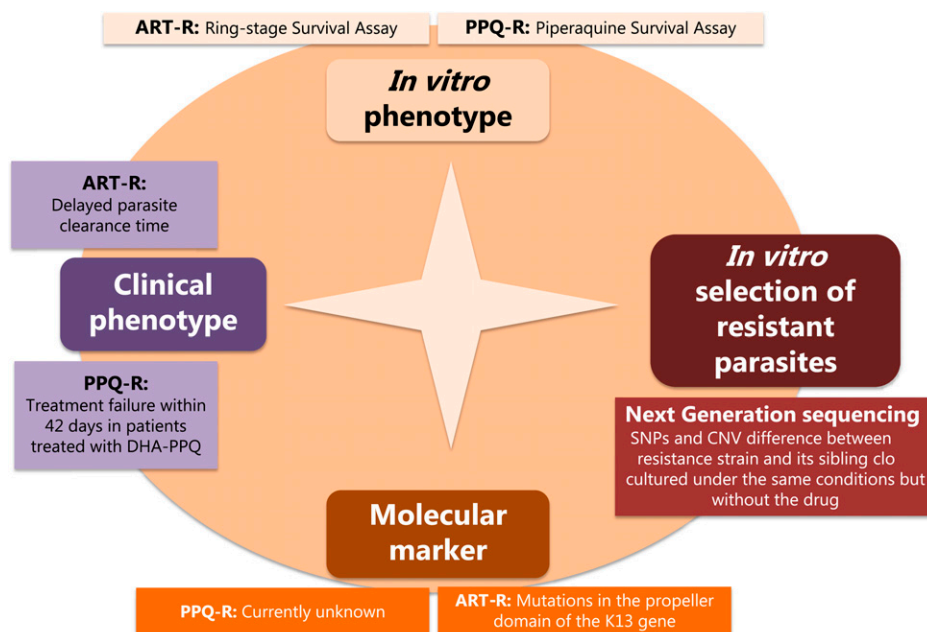 ART-R: Ring-stage Survival Assay
PPQ-R: Piperaquine Survival Assay
In vitro
phenotype
ART-R:
Delayed parasite
clearance time
Clinical
phenotype
PPQ-R:
Treatment failure within
42 days in patients
treated with DHA-PPQ
In vitro
selection of
resistant
parasites
Next Generation sequencing
SNPs and CNV difference between
resistance strain and its sibling clo
cultured under the same conditions but
without the drug
Molecular
marker
PPQ-R: Currently unknown
ART-R: Mutations in the propeller
domain of the K13 gene